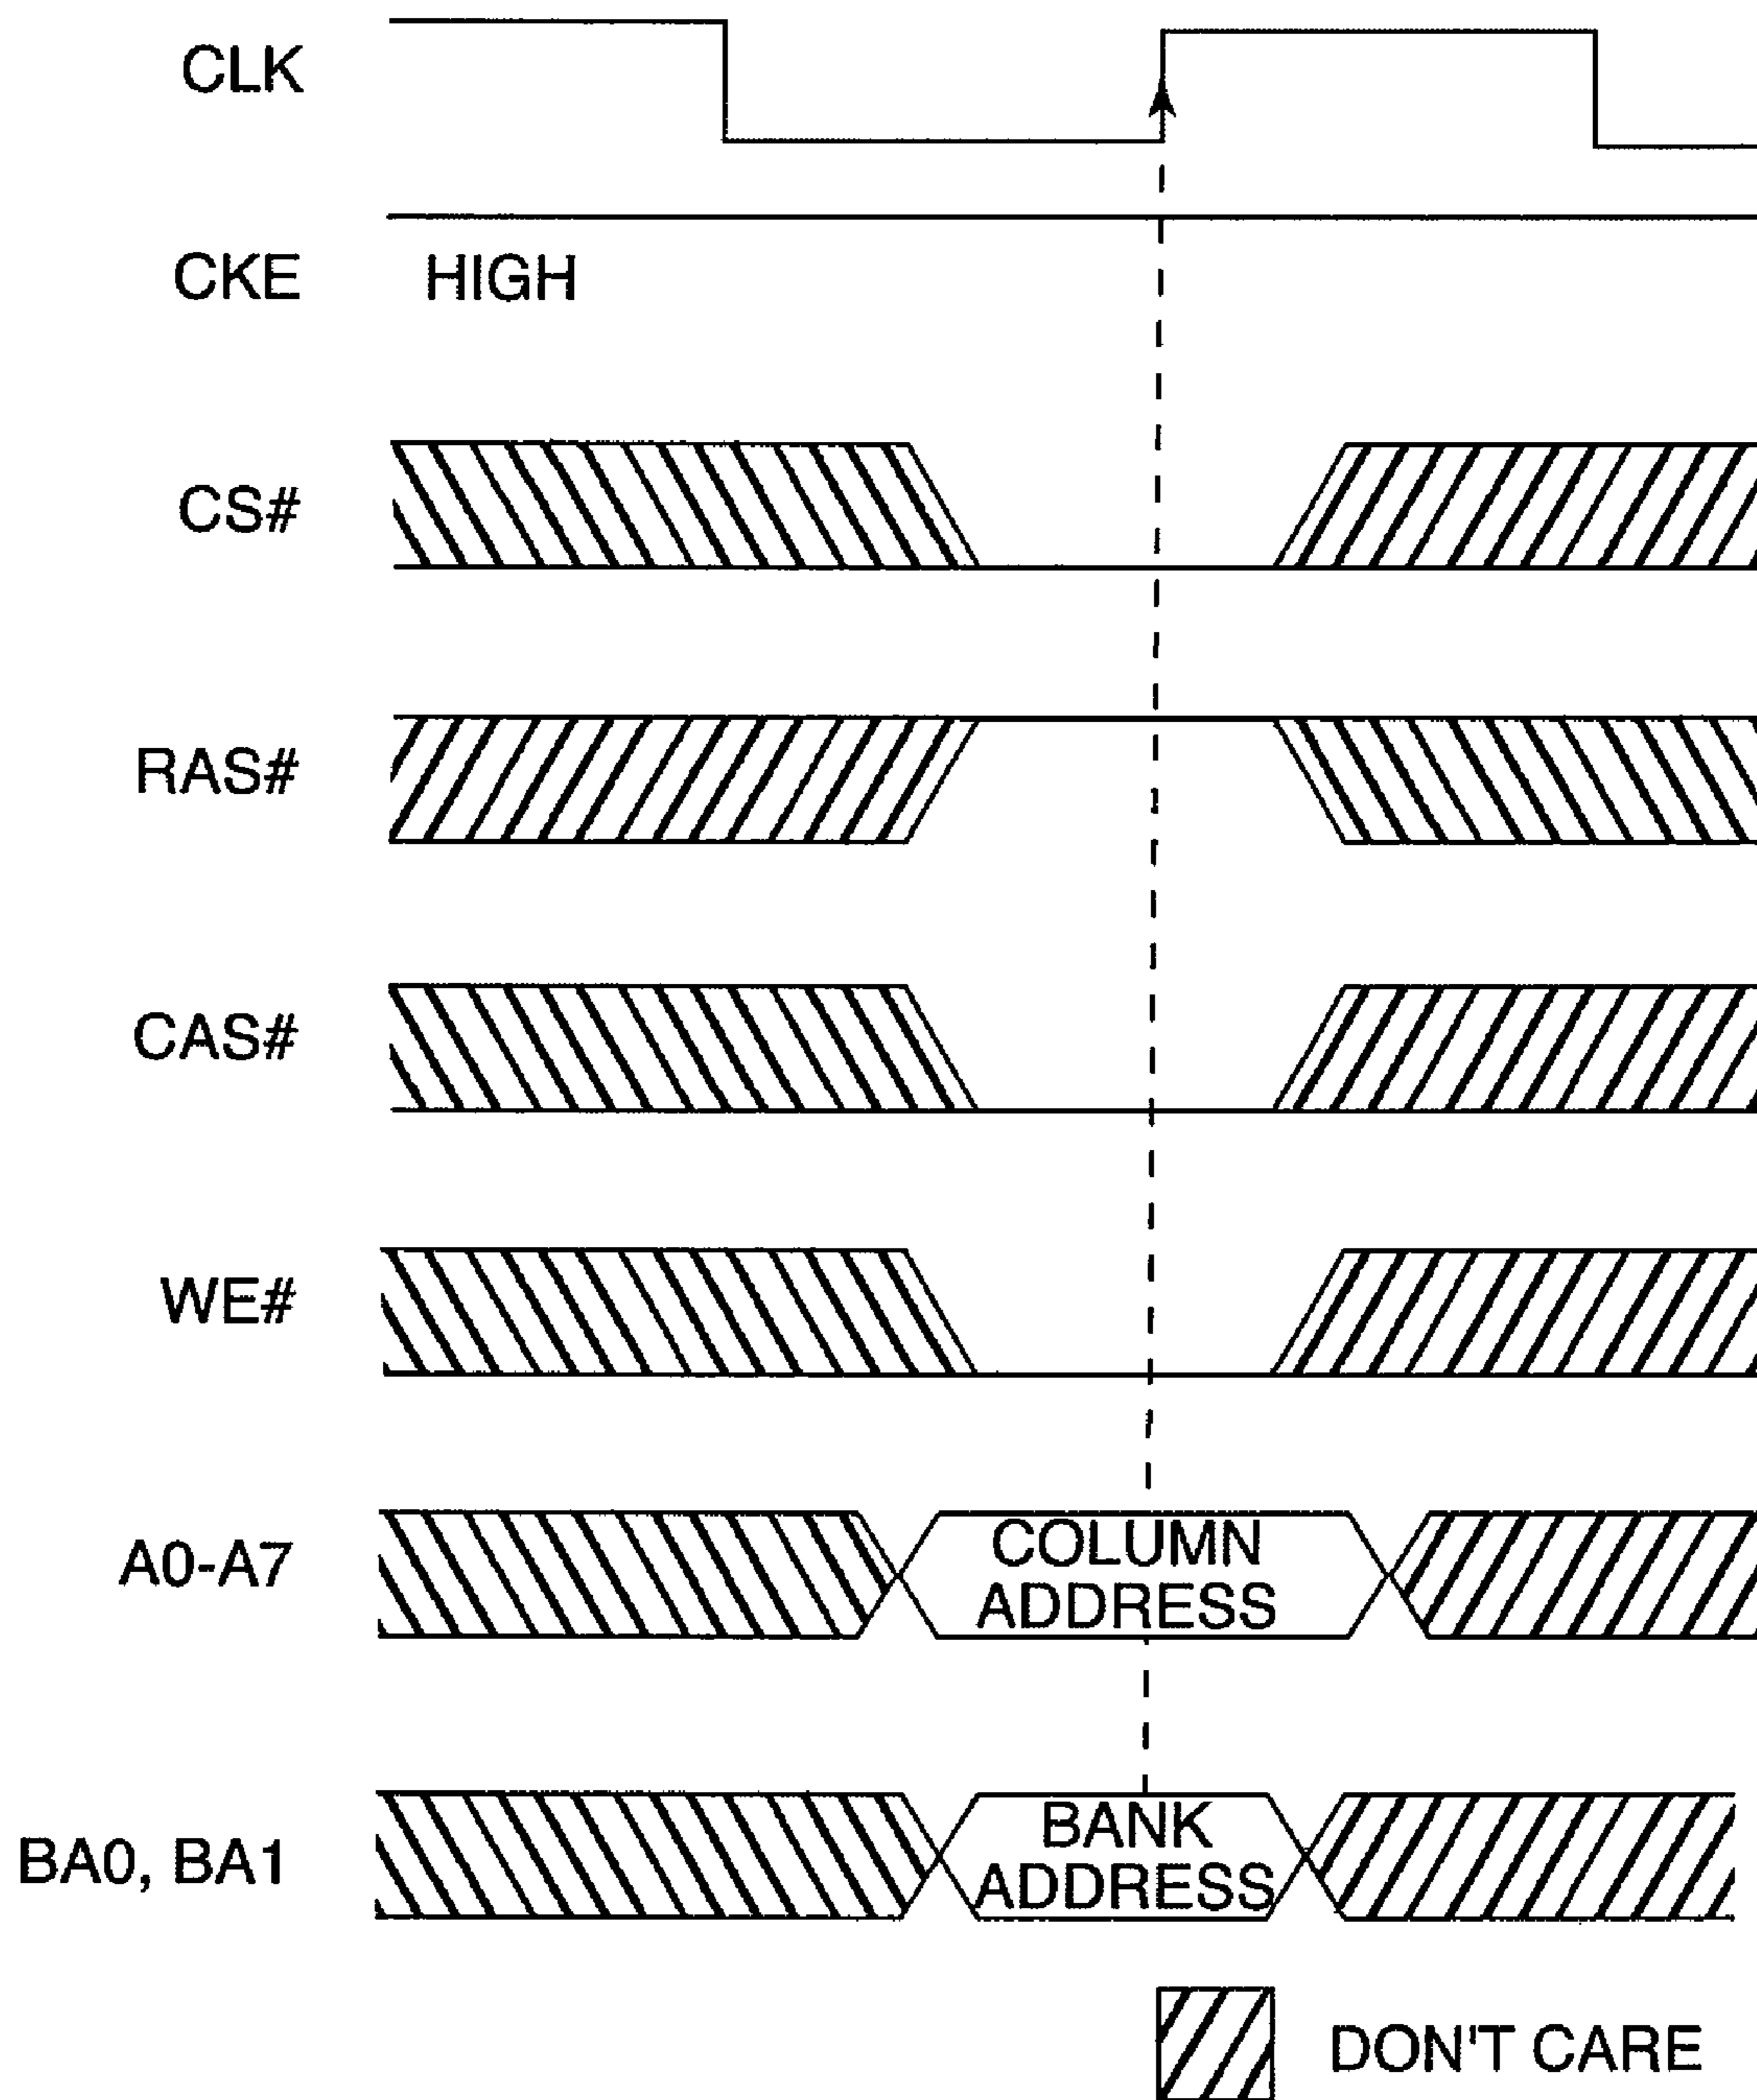 CLK
CKE HIGH
CS#
RAS#
CAS#
WE#
A0-A7 COLUMN
ADDRESS
BA0, BA1 BANK
ADDRESS
DON'T CARE